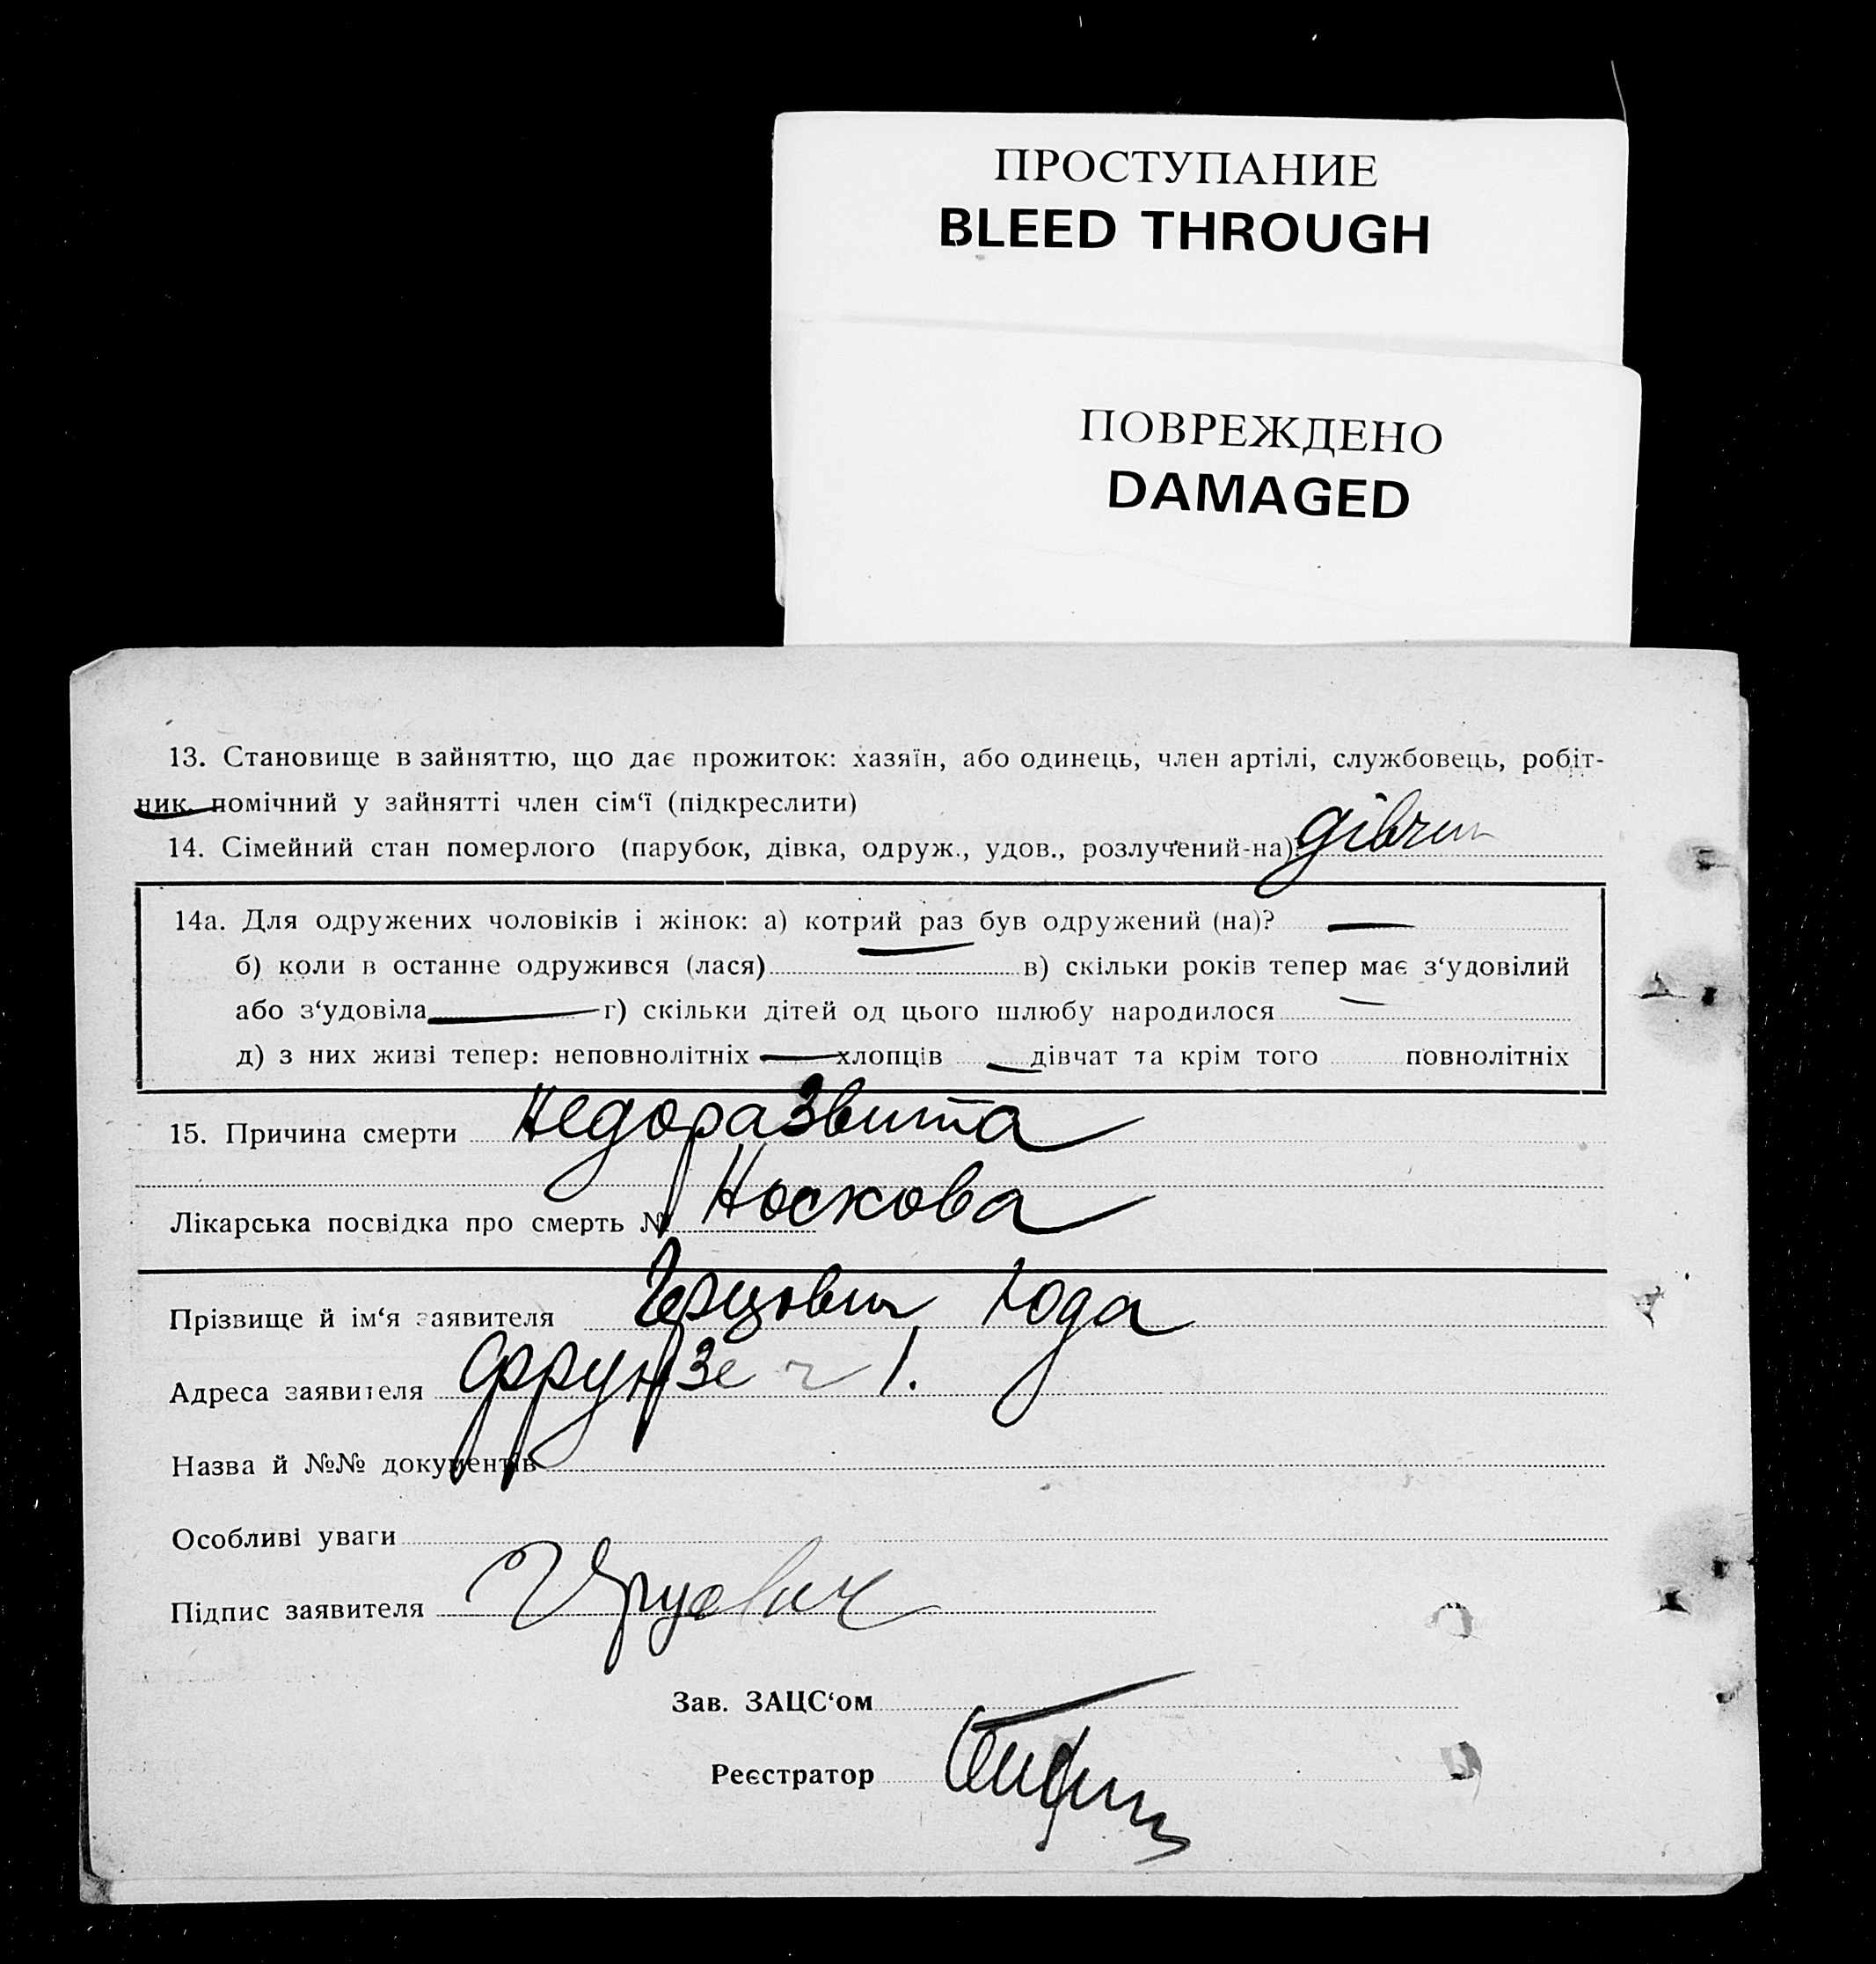 ПРОСТУПАНИЕ
BLEED THROUGH
ПОВРЕЖДЕНО
DAMAGED
13. Становище в зайняттю, що дає прожиток: хазяїн, або одинець, член артілі, службовець, робіт-
ник, помічний у зайнятті член сім‘ї (підкреслити)
14. Сімейний стан померлого (парубок, дівка, одруж., удов., розлучений-на)
14а. Для одружених чоловіків і жінок: а) котрий раз був одружений (на)? —
б) коли в останне одружився (лася) — в) скільки років тепер має з‘удовілий
або з‘удовіла — г) скільки дітей од цього шлюбу народилося —
д) з них живі тепер: неповнолітніх — хлопців — дівчат та крім того повнолітніх
15. Причина смерти Недоразвита
Лікарська посвідка про смерть № Носкова
Прізвище й ім‘я заявителя Герцович Юда
Адреса заявителя Фрунзе ч 1.
Назва й №№ документів
Особливі уваги
Підпис заявителя
Зав. ЗАЦС‘ом
Реєстратор